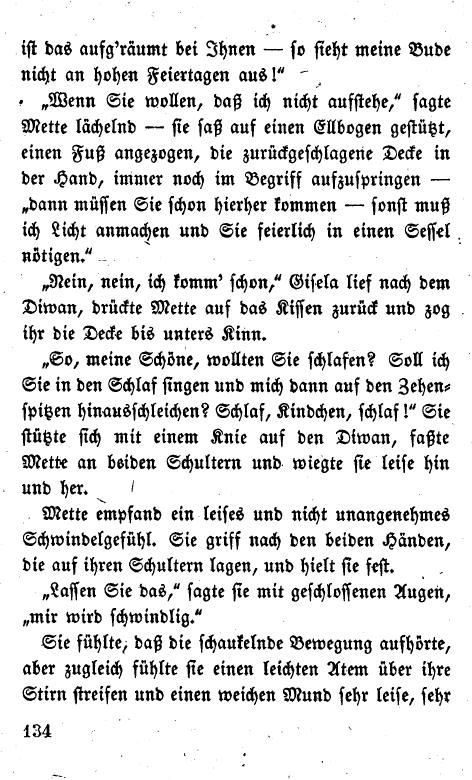 ist das aufg'räumt bei Ihnen — so sieht meine Bude
nicht an hohen Feiertagen aus!“
„Wenn Sie wollen, daß ich nicht aufstehe,“ sagte
Mette lächelnd — sie saß auf einen Ellbogen gestützt,
einen Fuß angezogen, die zurückgeschlagene Decke in
der Hand, immer noch im Begriff aufzuspringen —
„dann müssen Sie schon hierher kommen — sonst muß
ich Licht anmachen und Sie feierlich in einen Sessel
nötigen.“
„Nein, nein, ich komm' schon,“ Gisela lief nach dem
Diwan, drückte Mette auf das Kissen zurück und zog
ihr die Decke bis unters Kinn.
„So, meine Schöne, wollten Sie schlafen? Soll ich
Sie in den Schlaf singen und mich dann auf den Zehen-
spitzen hinausschleichen? Schlaf, Kindchen, schlaf!“ Sie
stützte sich mit einem Knie auf den Diwan, faßte
Mette an beiden Schultern und wiegte sie leise hin
und her.
Mette empfand ein leises und nicht unangenehmes
Schwindelgefühl. Sie griff nach den beiden Händen,
die auf ihren Schultern lagen, und hielt sie fest.
„Lassen Sie das,“ sagte sie mit geschlossenen Augen,
„mir wird schwindlig.“
Sie fühlte, daß die schaukelnde Bewegung aufhörte,
aber zugleich fühlte sie einen leichten Atem über ihre
Stirn streifen und einen weichen Mund sehr leise, sehr
134